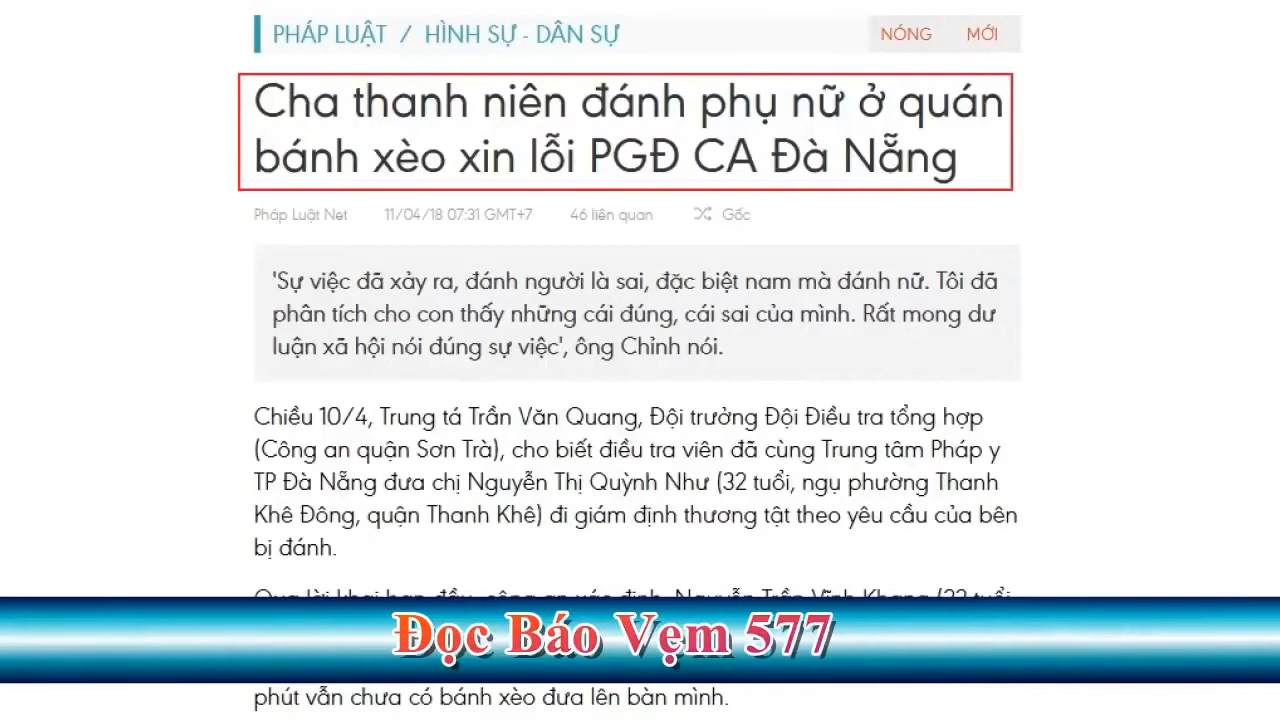 PHÁP LUẬT / HÌNH SỰ - DÂN SỰ NÓNG MỚI
Cha thanh niên đánh phụ nữ ở quán
bánh xèo xin lỗi PGĐ CA Đà Nẵng
Pháp Luật Net 11/04/18 07:31 GMT+7 46 liên quan Gốc
'Sự việc đã xảy ra, đánh người là sai, đặc biệt nam mà đánh nữ. Tôi đã
phân tích cho con thấy những cái đúng, cái sai của mình. Rất mong dư
luận xã hội nói đúng sự việc', ông Chỉnh nói.
Chiều 10/4, Trung tá Trần Văn Quang, Đội trưởng Đội Điều tra tổng hợp
(Công an quận Sơn Trà), cho biết điều tra viên đã cùng Trung tâm Pháp y
TP Đà Nẵng đưa chị Nguyễn Thị Quỳnh Như (32 tuổi, ngụ phường Thanh
Khê Đông, quận Thanh Khê) đi giám định thương tật theo yêu cầu của bên
bị đánh.
Đọc Báo Vẹm 577
phút vẫn chưa có bánh xèo đưa lên bàn mình.